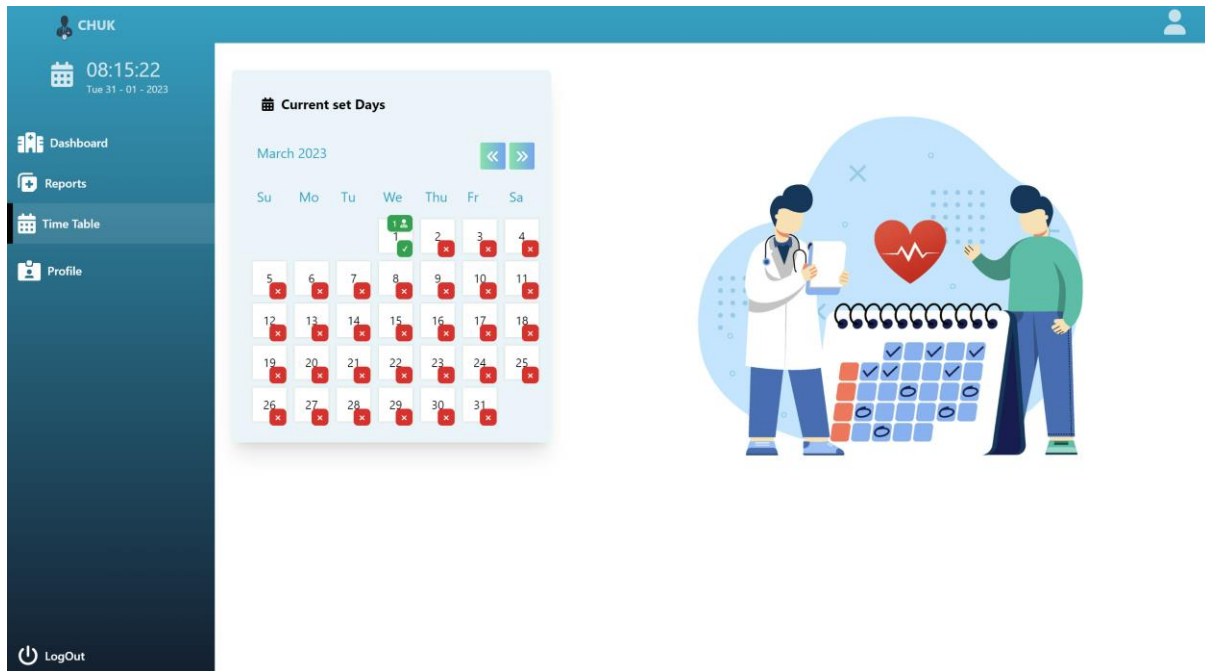 CHUK
08:15:22
Tue 31 - 01 - 2023
Dashboard
Reports
Time Table
Profile
LogOut
Current set Days
March 2023
Su Mo Tu We Thu Fr Sa
1
1 2 3 4
5 6 7 8 9 10 11
12 13 14 15 16 17 18
19 20 21 22 23 24 25
26 27 28 29 30 31